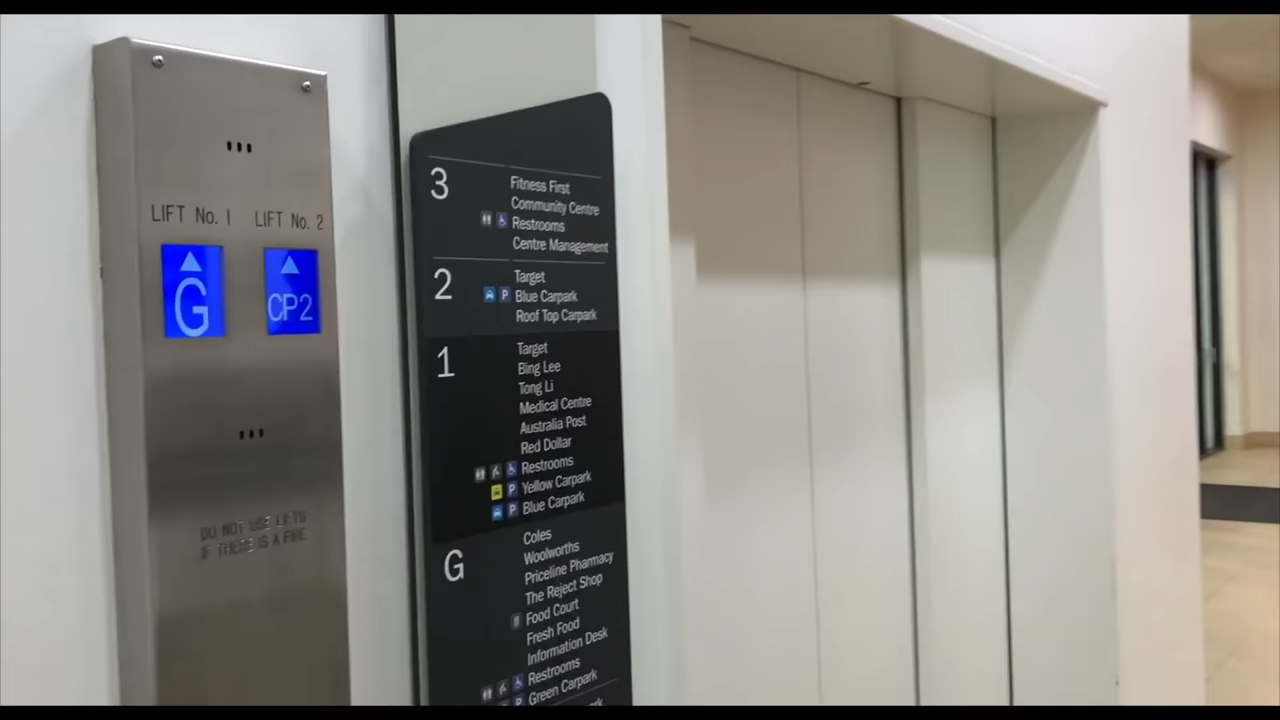 LIFT No. 1
LIFT No. 2
G
CP2
DO NOT USE LIFTS
IF THERE IS A FIRE
3
Fitness First
Community Centre
Restrooms
Centre Management
2
Target
P Blue Carpark
Roof Top Carpark
1
Target
Bing Lee
Tong Li
Medical Centre
Australia Post
Red Dollar
Restrooms
P Yellow Carpark
P Blue Carpark
G
Coles
Woolworths
Priceline Pharmacy
The Reject Shop
Food Court
Fresh Food
Information Desk
Restrooms
P Green Carpark